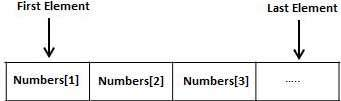 First Element Last Element
Numbers[1] Numbers[2] Numbers[3] .....